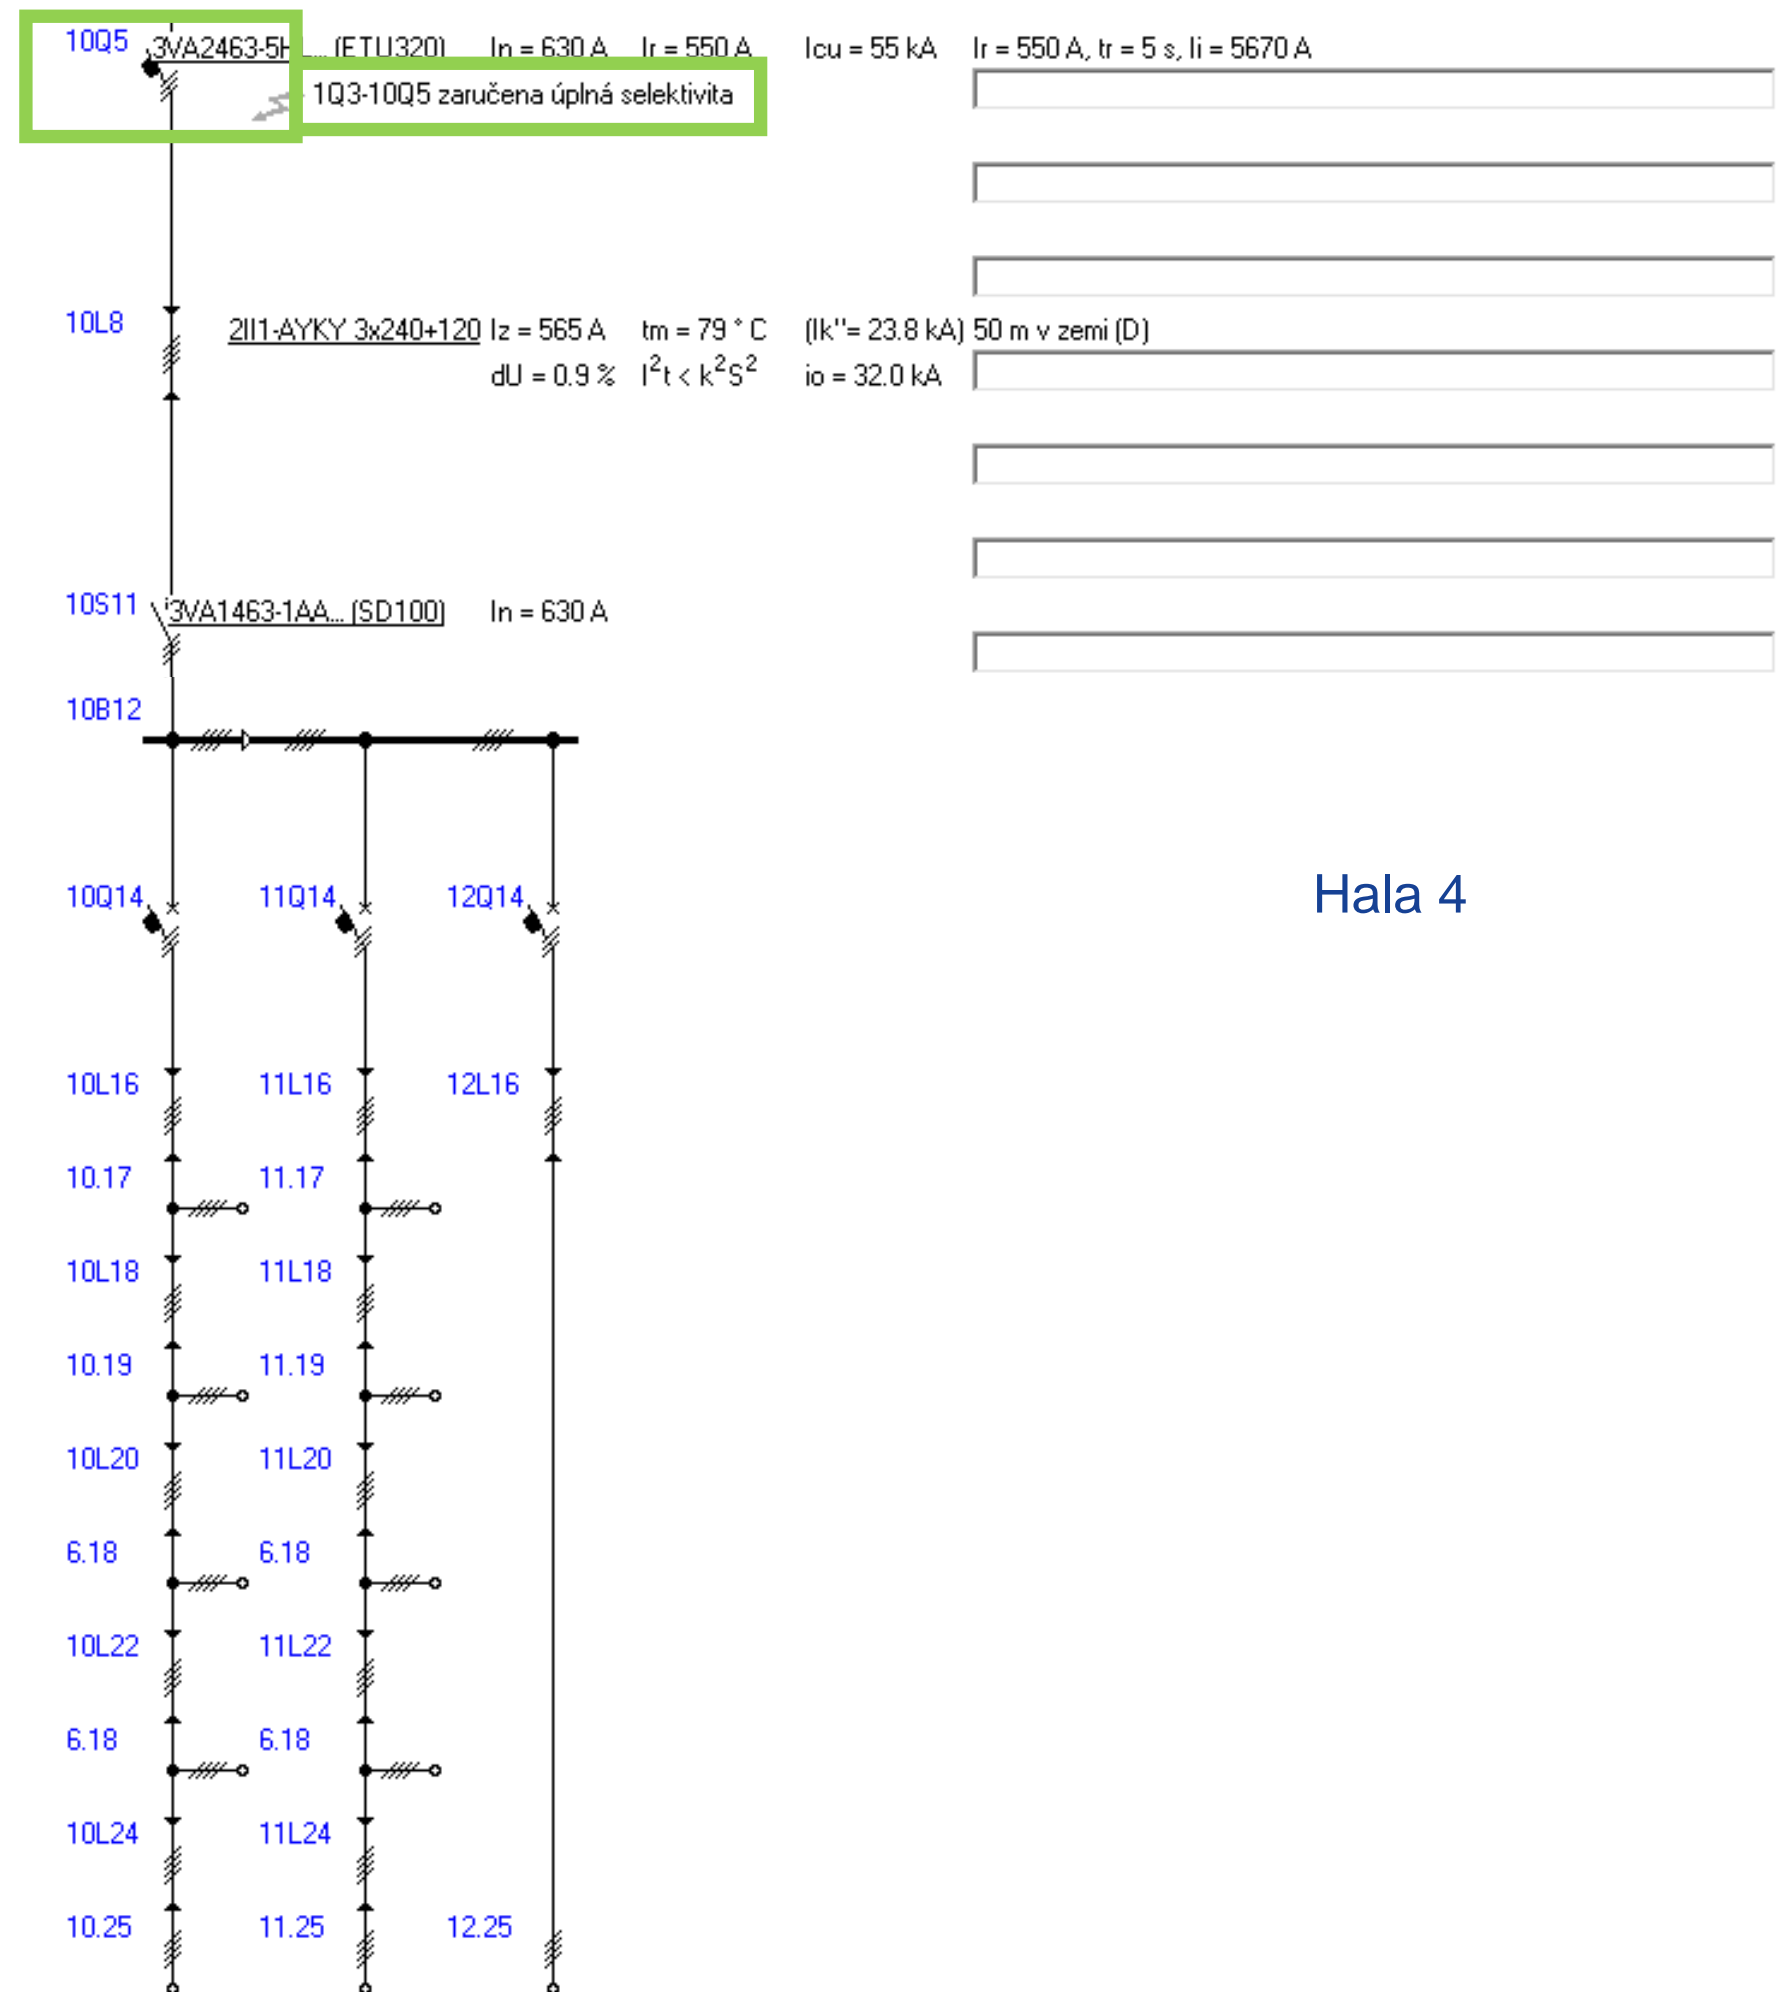 10Q5 3VA2463-5H... (ETU320) In = 630 A Ir = 550 A Icu = 55 kA Ir = 550 A, tr = 5 s, Ii = 5670 A
1Q3-10Q5 zaručena úplná selektivita
10L8 2II1-AYKY 3x240+120 Iz = 565 A tm = 79 ° C (Ik''= 23.8 kA) 50 m v zemi (D)
dU = 0.9 % I²t < k²S² io = 32.0 kA
10S11 3VA1463-1AA... (SD100) In = 630 A
10B12
Hala 4
10Q14 11Q14 12Q14
10L16 11L16 12L16
10.17 11.17
10L18 11L18
10.19 11.19
10L20 11L20
6.18 6.18
10L22 11L22
6.18 6.18
10L24 11L24
10.25 11.25 12.25